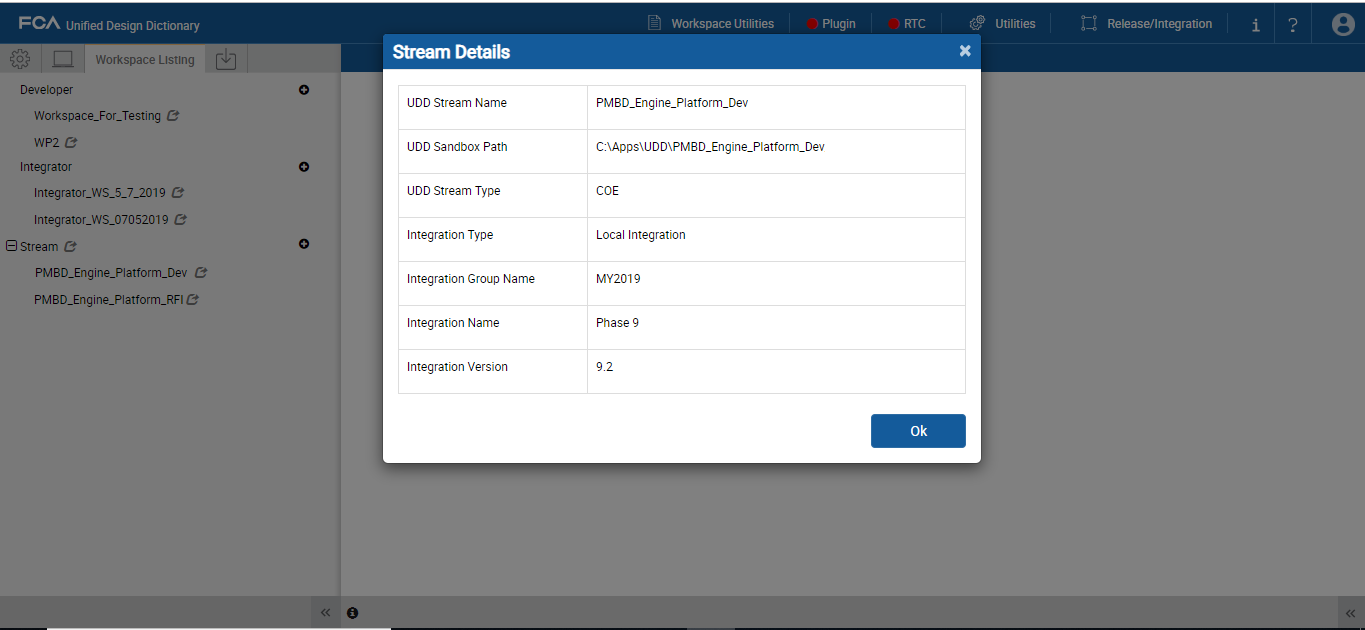 FCA Unified Design Dictionary
Workspace Utilities
Plugin
RTC
Utilities
Release/Integration
i
?
Workspace Listing
Developer
Workspace_For_Testing
WP2
Integrator
Integrator_WS_5_7_2019
Integrator_WS_07052019
Stream
PMBD_Engine_Platform_Dev
PMBD_Engine_Platform_RFI
Stream Details
UDD Stream Name PMBD_Engine_Platform_Dev
UDD Sandbox Path C:\Apps\UDD\PMBD_Engine_Platform_Dev
UDD Stream Type COE
Integration Type Local Integration
Integration Group Name MY2019
Integration Name Phase 9
Integration Version 9.2
Ok